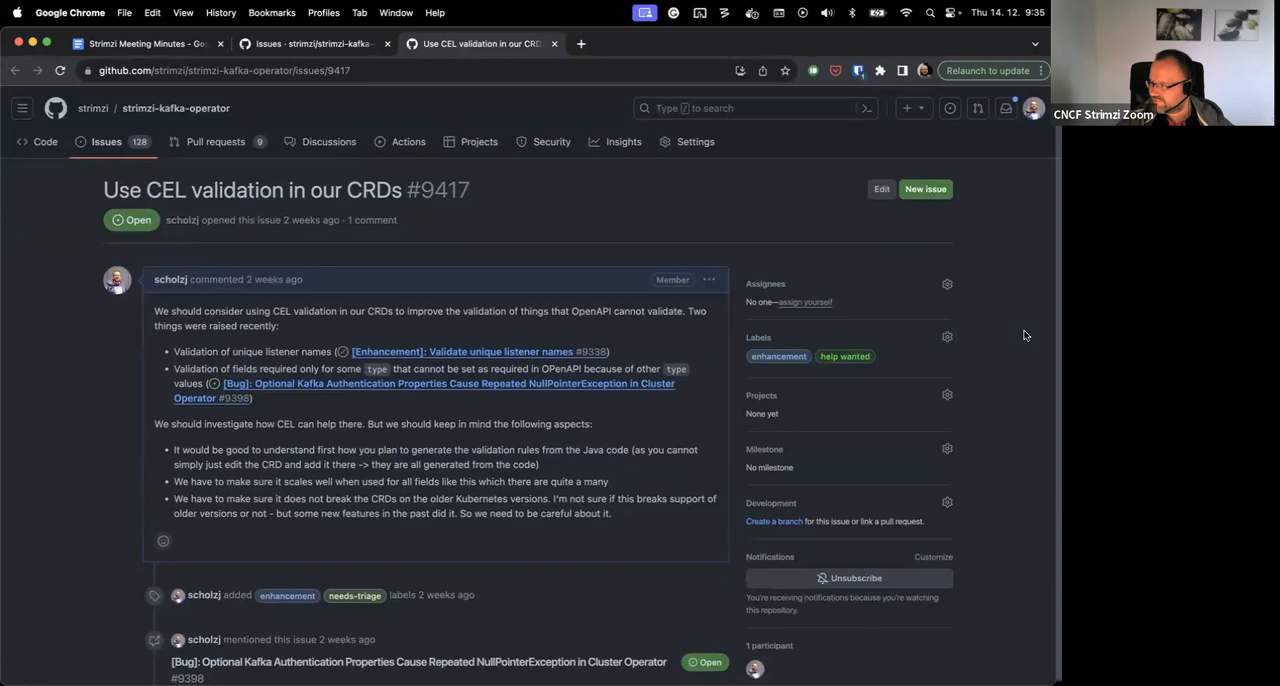 Google Chrome File Edit View History Bookmarks Profiles Tab Window Help Thu 14. 12. 9:35
Strimzi Meeting Minutes - Go Issues · strimzi/strimzi-kafka- Use CEL validation in our CRD
github.com/strimzi/strimzi-kafka-operator/issues/9417 Relaunch to update
CNCF Strimzi Zoom
strimzi / strimzi-kafka-operator Type / to search
Code Issues 128 Pull requests 9 Discussions Actions Projects Security Insights Settings
Use CEL validation in our CRDs #9417 Edit New issue
Open scholzj opened this issue 2 weeks ago · 1 comment
scholzj commented 2 weeks ago Member
We should consider using CEL validation in our CRDs to improve the validation of things that OpenAPI cannot validate. Two
things were raised recently:
• Validation of unique listener names ( [Enhancement]: Validate unique listener names #9338)
• Validation of fields required only for some type that cannot be set as required in OPenAPI because of other type
values ( [Bug]: Optional Kafka Authentication Properties Cause Repeated NullPointerException in Cluster
Operator #9398)
We should investigate how CEL can help there. But we should keep in mind the following aspects:
• It would be good to understand first how you plan to generate the validation rules from the Java code (as you cannot
simply just edit the CRD and add it there -> they are all generated from the code)
• We have to make sure it scales well when used for all fields like this which there are quite a many
• We have to make sure it does not break the CRDs on the older Kubernetes versions. I'm not sure if this breaks support of
older versions or not - but some new features in the past did it. So we need to be careful about it.
scholzj added enhancement needs-triage labels 2 weeks ago
scholzj mentioned this issue 2 weeks ago
[Bug]: Optional Kafka Authentication Properties Cause Repeated NullPointerException in Cluster Operator Open
#9398
Assignees
No one—assign yourself
Labels
enhancement help wanted
Projects
None yet
Milestone
No milestone
Development
Create a branch for this issue or link a pull request.
Notifications Customize
Unsubscribe
You're receiving notifications because you're watching
this repository.
1 participant